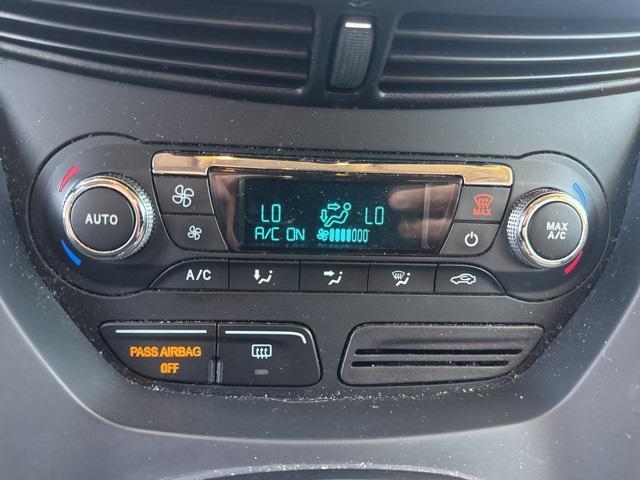 AUTO
LO LO
A/C ON
MAX
MAX
A/C
A/C
PASS AIRBAG
OFF